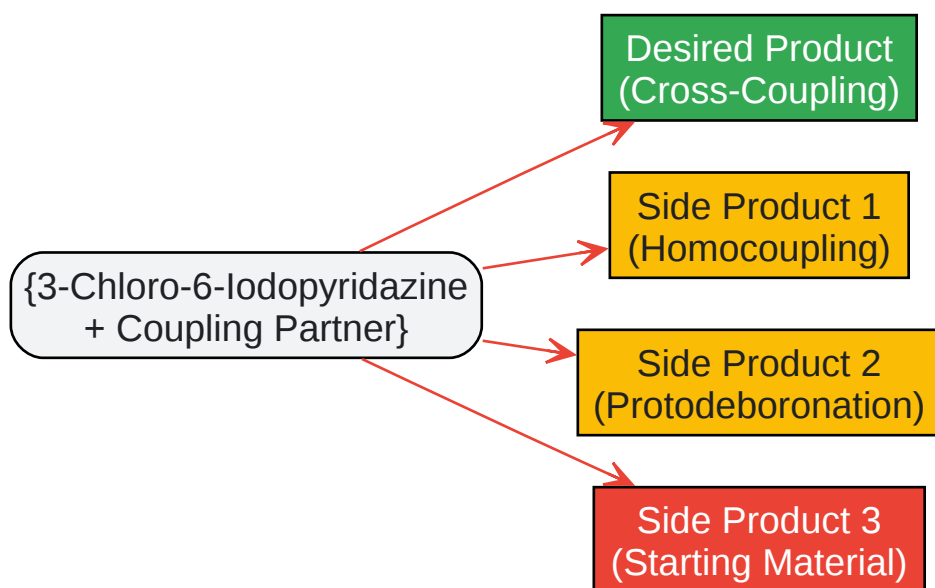 Desired Product
(Cross-Coupling)
Side Product 1
(Homocoupling)
{3-Chloro-6-Iodopyridazine
+ Coupling Partner}
Side Product 2
(Protodeboronation)
Side Product 3
(Starting Material)